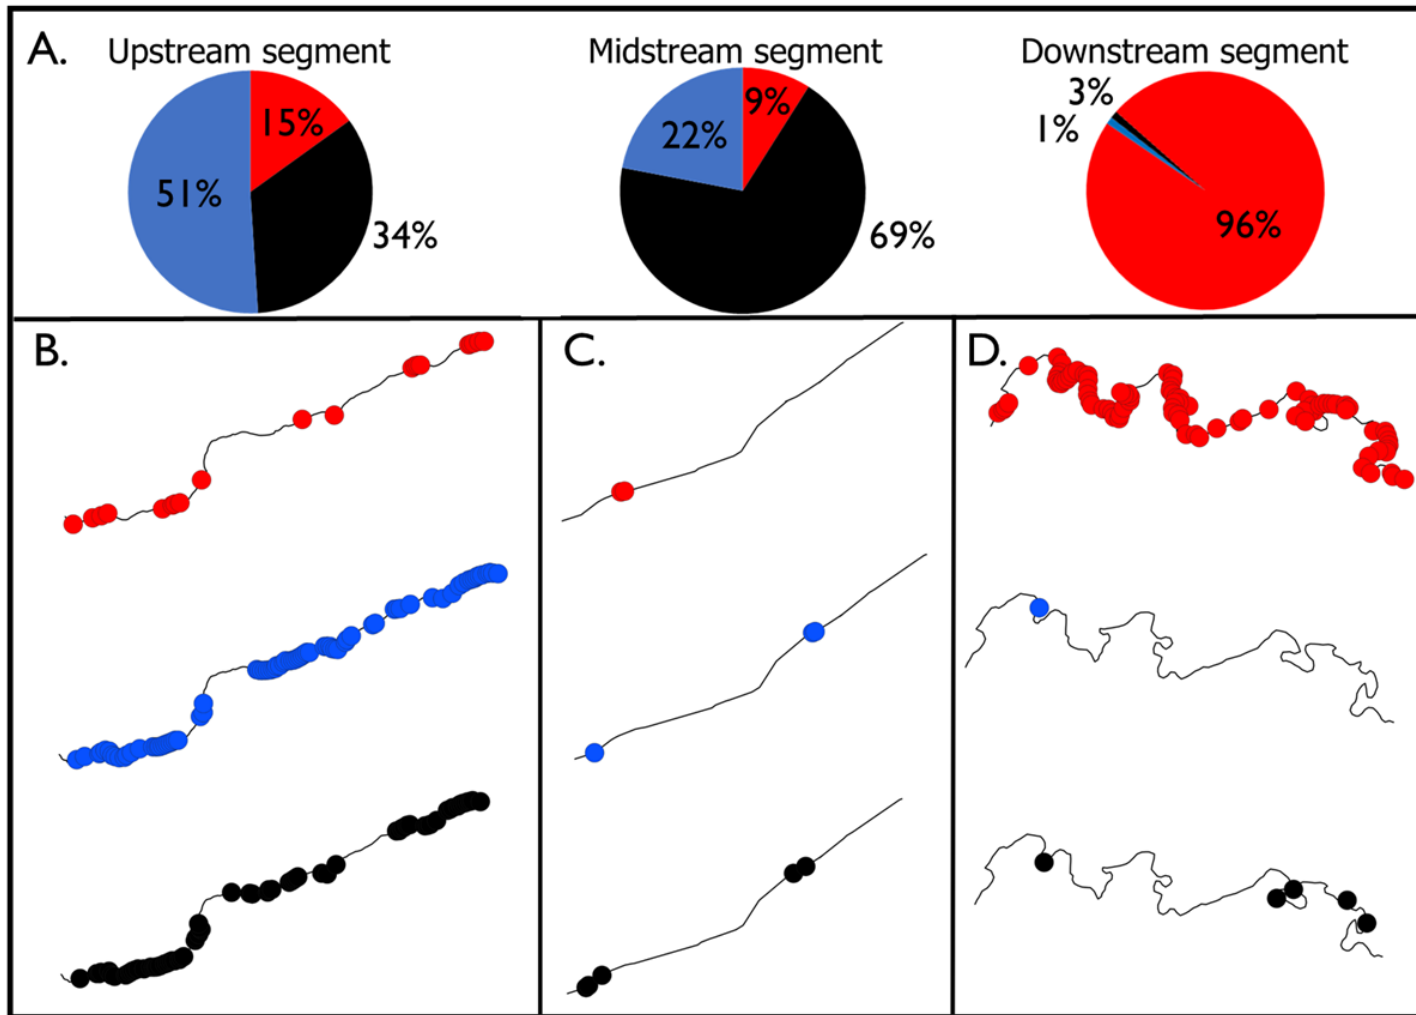 A.
Upstream segment
15%
51%
34%
Midstream segment
9%
22%
69%
Downstream segment
3%
1%
96%
B.
C.
D.